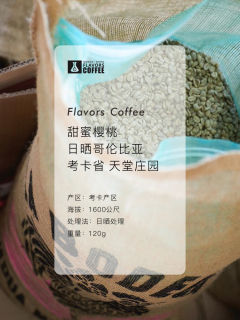 FLAVORS
COFFEE
Flavors Coffee
甜蜜樱桃
日晒哥伦比亚
考卡省 天堂庄园
产区：考卡产区
海拔：1600公尺
处理法：日晒处理
重量：120g